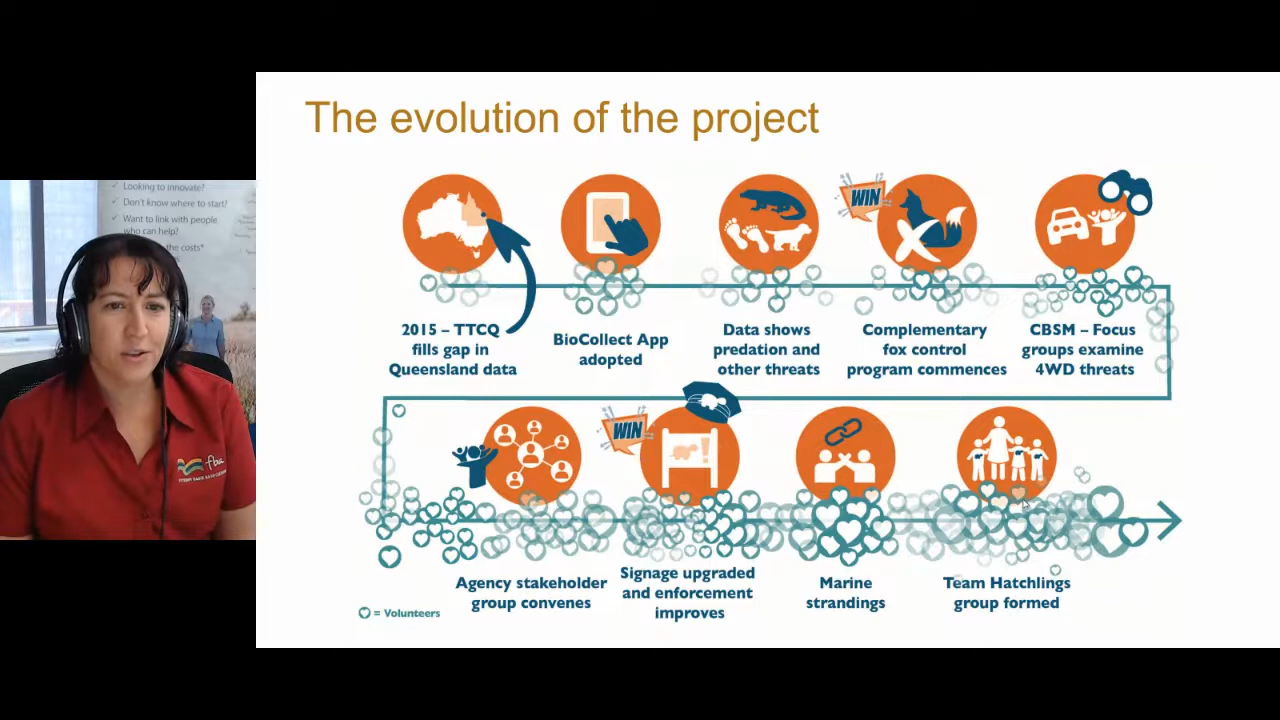 The evolution of the project
✓ Looking to innovate?
✓ Don't know where to start?
✓ Want to link with people
who can help?
the costs*
WIN
2015 – TTCQ
fills gap in
Queensland data
BioCollect App
adopted
Data shows
predation and
other threats
Complementary
fox control
program commences
CBSM – Focus
groups examine
4WD threats
WIN
!
Agency stakeholder
group convenes
Signage upgraded
and enforcement
improves
Marine
strandings
Team Hatchlings
group formed
= Volunteers
fba